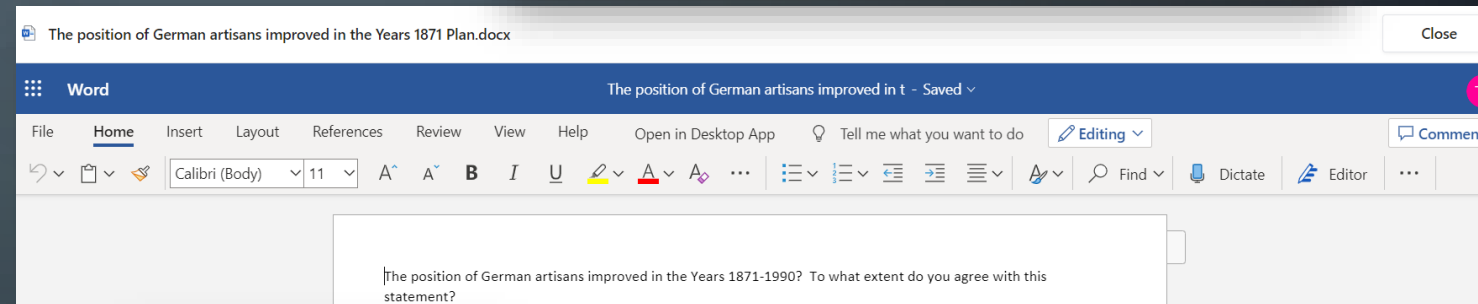 The position of German artisans improved in the Years 1871 Plan.docx
Close
Word
The position of German artisans improved in t - Saved
File Home Insert Layout References Review View Help Open in Desktop App Tell me what you want to do Editing
Calibri (Body) 11 A A B I U A A Find Dictate Editor
The position of German artisans improved in the Years 1871-1990? To what extent do you agree with this
statement?